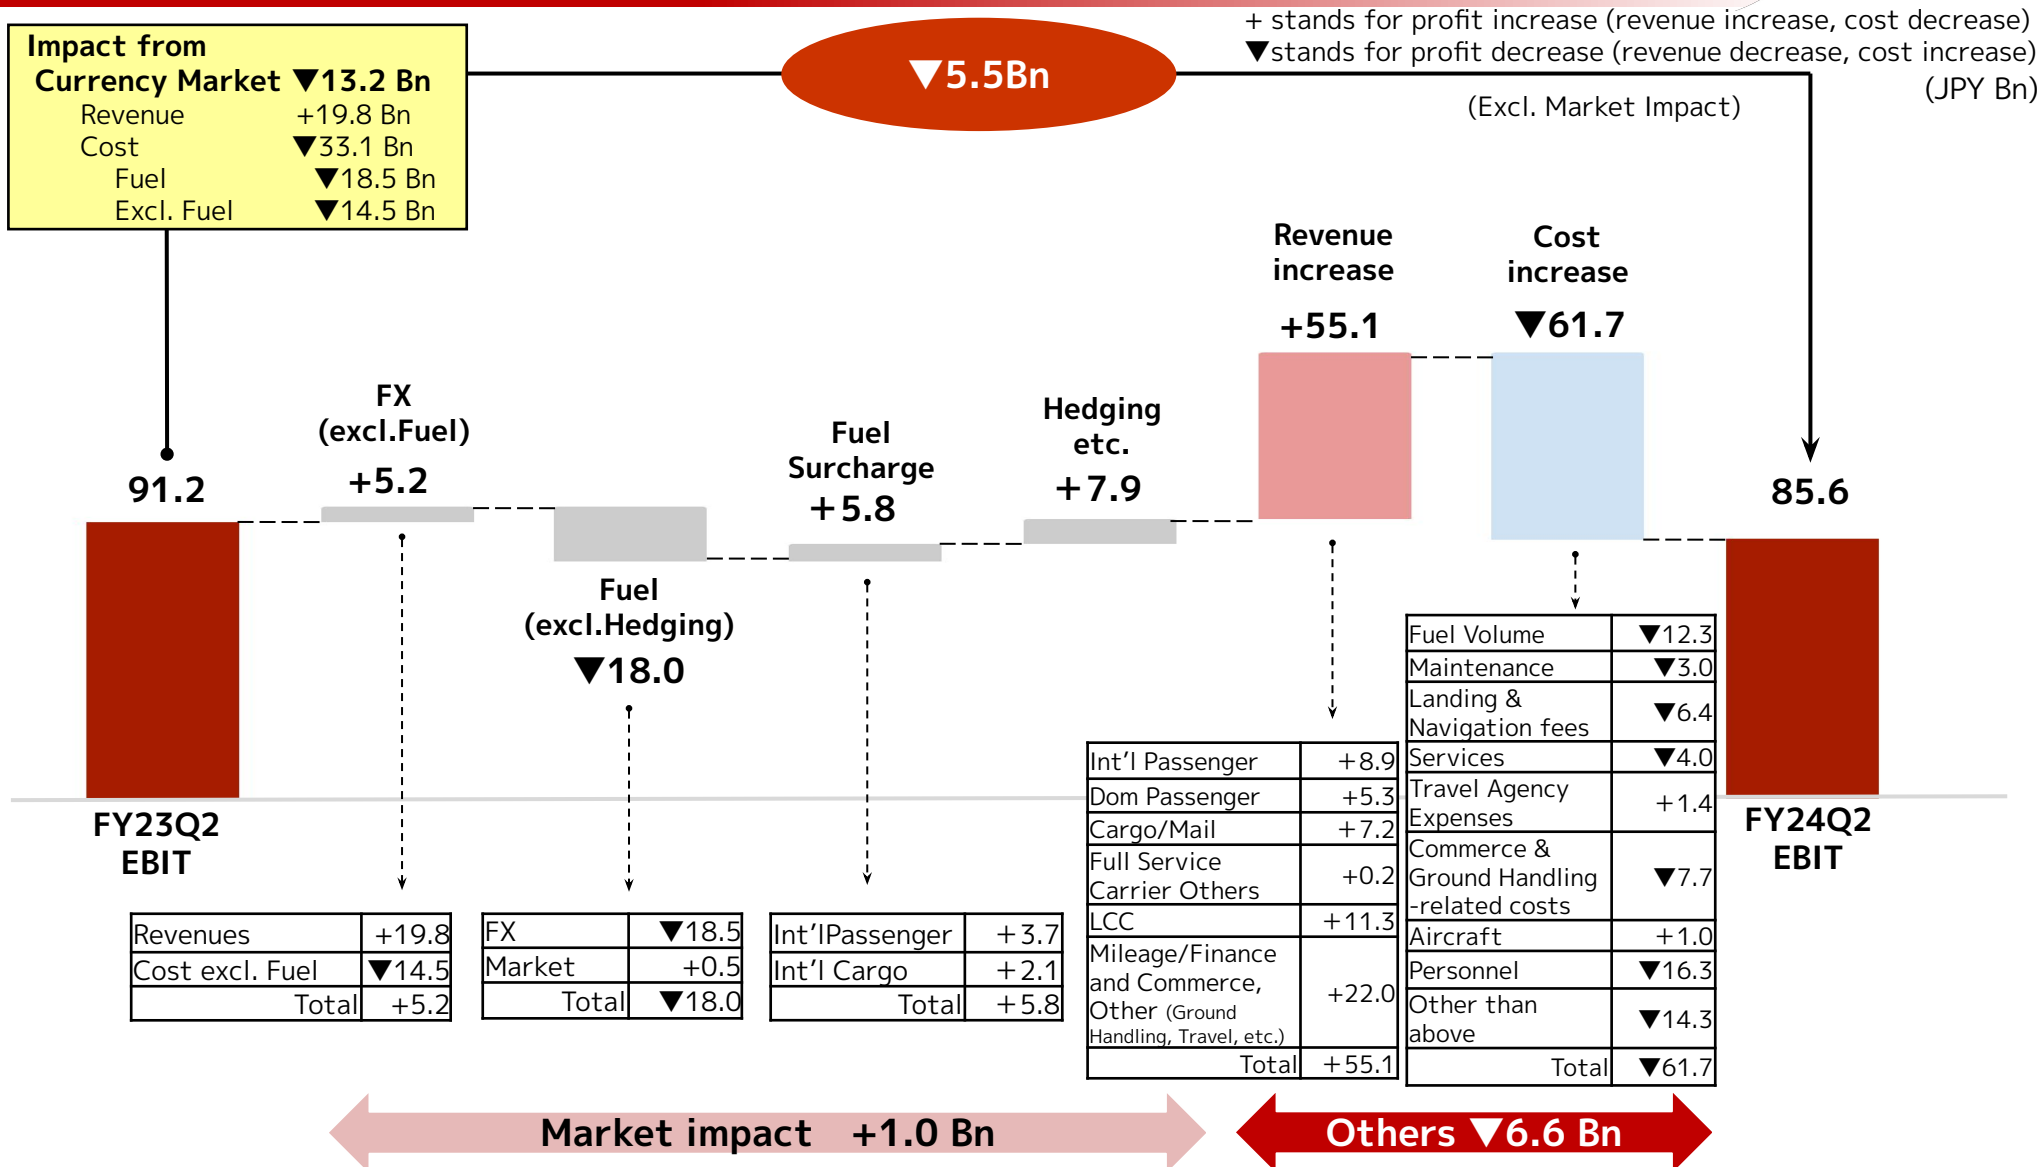 + stands for profit increase (revenue increase, cost decrease)
▼stands for profit decrease (revenue decrease, cost increase)
(JPY Bn)
Impact from
Currency Market ▼13.2 Bn
Revenue +19.8 Bn
Cost ▼33.1 Bn
Fuel ▼18.5 Bn
Excl. Fuel ▼14.5 Bn
▼5.5Bn
(Excl. Market Impact)
91.2
FY23Q2
EBIT
FX
(excl.Fuel)
+5.2
Fuel
(excl.Hedging)
▼18.0
Fuel
Surcharge
+5.8
Hedging
etc.
+7.9
Revenue
increase
+55.1
Cost
increase
▼61.7
85.6
FY24Q2
EBIT
Revenues +19.8
Cost excl. Fuel ▼14.5
Total +5.2
FX ▼18.5
Market +0.5
Total ▼18.0
Int'lPassenger +3.7
Int'l Cargo +2.1
Total +5.8
Int'l Passenger +8.9
Dom Passenger +5.3
Cargo/Mail +7.2
Full Service
Carrier Others +0.2
LCC +11.3
Mileage/Finance
and Commerce,
Other (Ground
Handling, Travel, etc.) +22.0
Total +55.1
Fuel Volume ▼12.3
Maintenance ▼3.0
Landing &
Navigation fees ▼6.4
Services ▼4.0
Travel Agency
Expenses +1.4
Commerce &
Ground Handling
-related costs ▼7.7
Aircraft +1.0
Personnel ▼16.3
Other than
above ▼14.3
Total ▼61.7
Market impact +1.0 Bn
Others ▼6.6 Bn